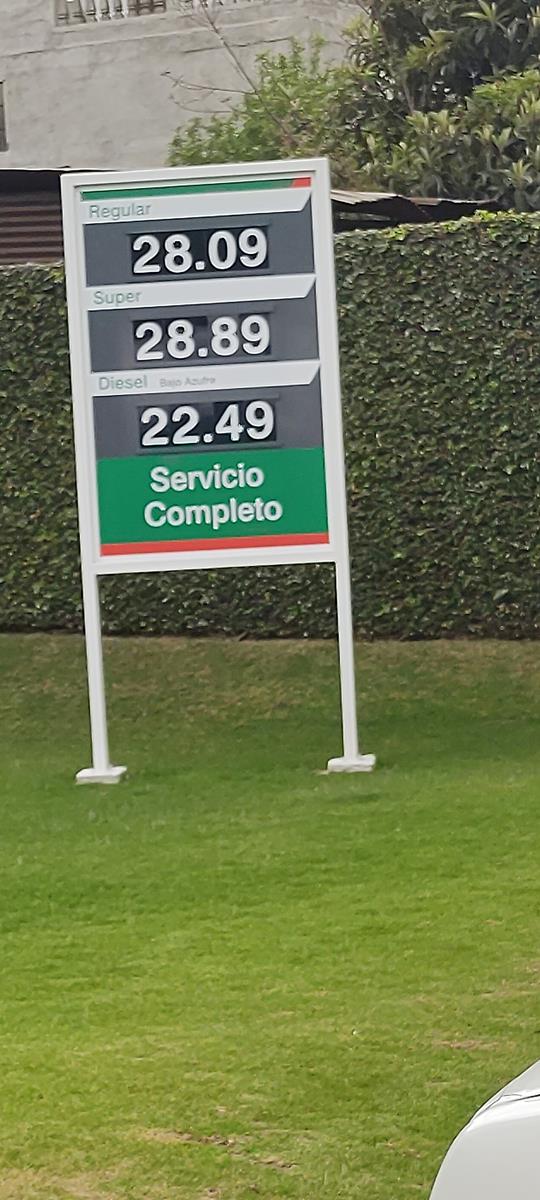 Regular
28.09
Super
28.89
Diesel Bajo Azufre
22.49
Servicio
Completo